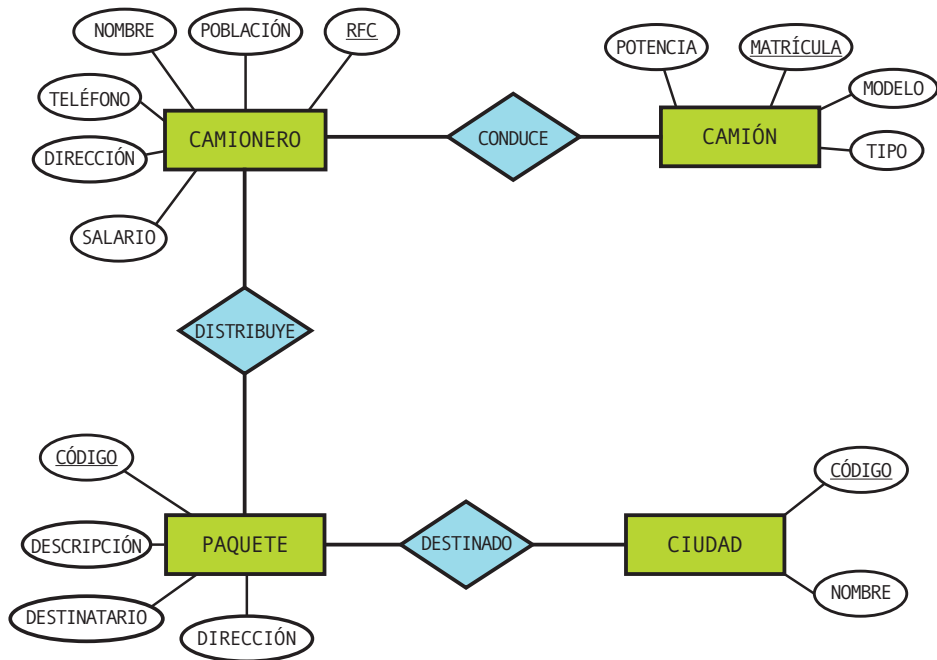 NOMBRE
POBLACIÓN
RFC
POTENCIA
MATRÍCULA
TELÉFONO
MODELO
CAMIONERO
CONDUCE
CAMIÓN
DIRECCIÓN
TIPO
SALARIO
DISTRIBUYE
CÓDIGO
CÓDIGO
DESCRIPCIÓN
PAQUETE
DESTINADO
CIUDAD
DESTINATARIO
DIRECCIÓN
NOMBRE